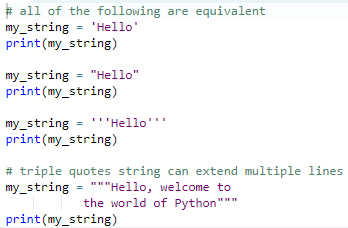 # all of the following are equivalent
my_string = 'Hello'
print(my_string)

my_string = "Hello"
print(my_string)

my_string = '''Hello'''
print(my_string)

# triple quotes string can extend multiple lines
my_string = """Hello, welcome to
           the world of Python"""
print(my_string)